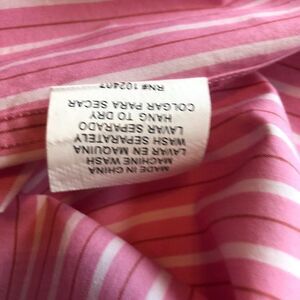 MADE IN CHINA
MACHINE WASH
LAVAR EN MAQUINA
WASH SEPARATELY
LAVAR SEPARADO
HANG TO DRY
COLGAR PARA SECAR
RN# 102407